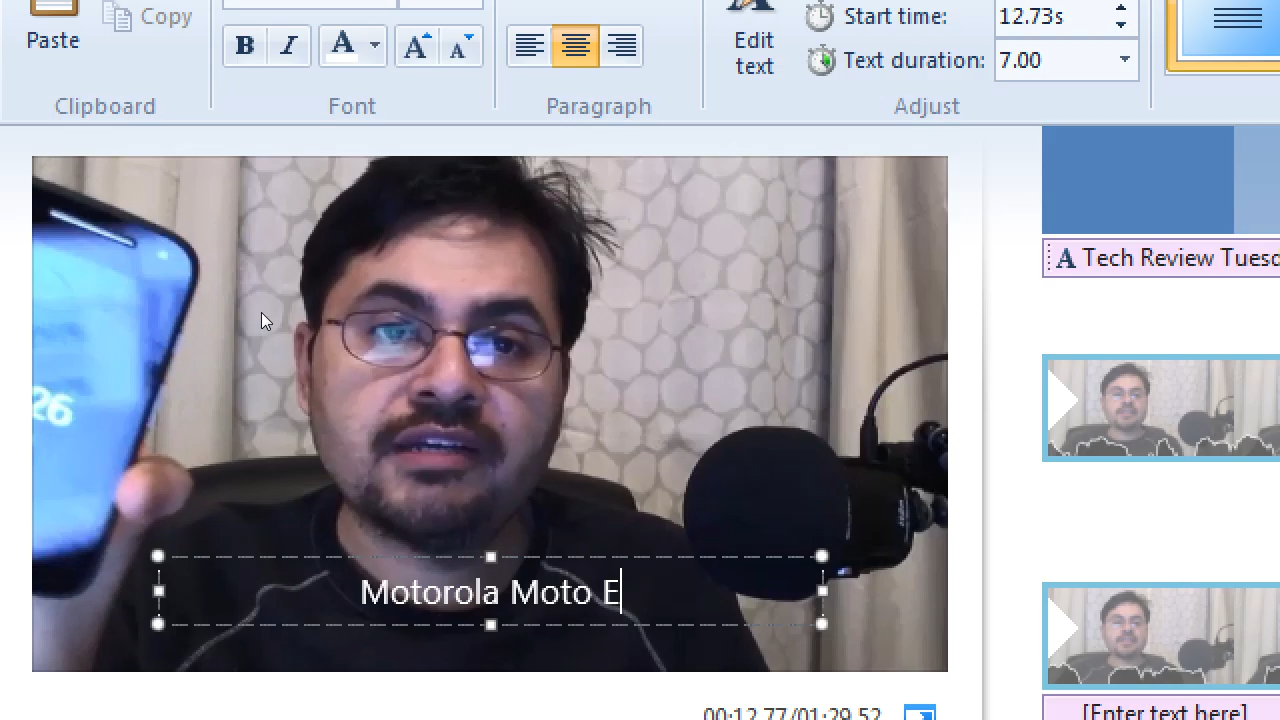 Paste
Copy
Clipboard
B I A A A
Font
Paragraph
Edit
text
Start time: 12.73s
Text duration: 7.00
Adjust
26
Motorola Moto E
00:12.77/01:29.52
A Tech Review Tuesd
[Enter text here]